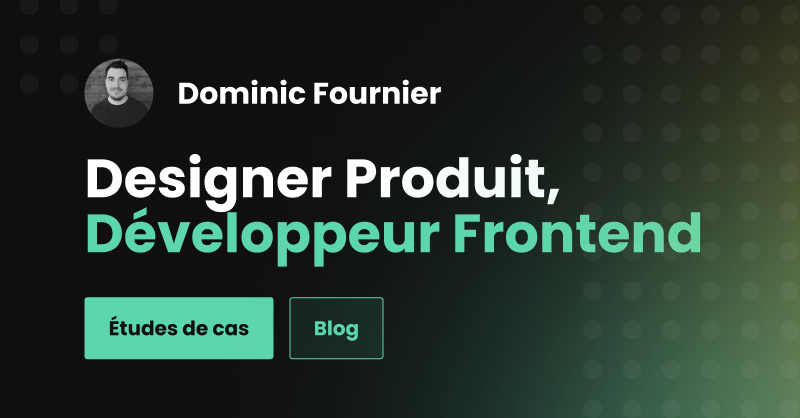 Dominic Fournier
Designer Produit,
Développeur Frontend
Études de cas
Blog